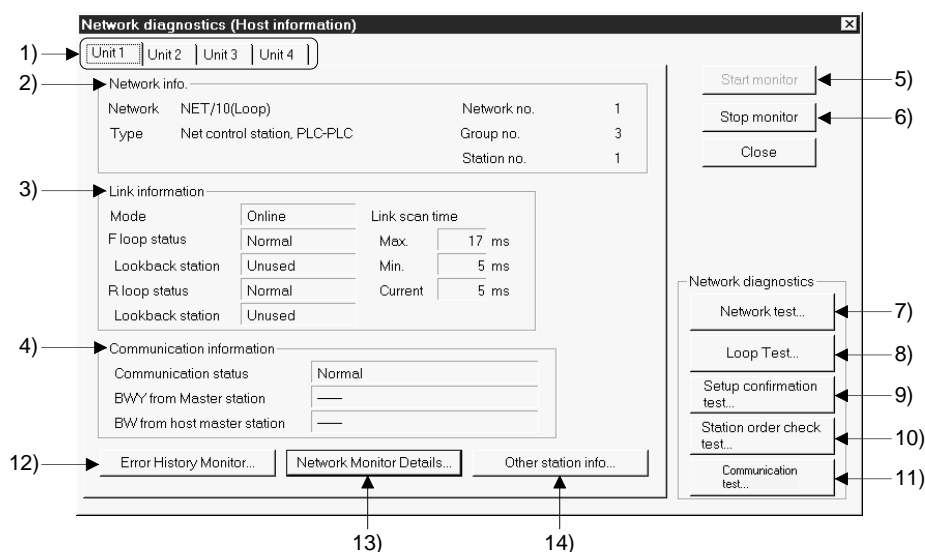 Network diagnostics (Host information)
1) Unit 1 Unit 2 Unit 3 Unit 4
2) Network info.
Network NET/10(Loop) Network no. 1
Type Net control station, PLC-PLC Group no. 3
Station no. 1
Start monitor 5)
Stop monitor 6)
Close
3) Link information
Mode Online Link scan time
F loop status Normal Max. 17 ms
Lookback station Unused Min. 5 ms
R loop status Normal Current 5 ms
Lookback station Unused
Network diagnostics
Network test... 7)
Loop Test... 8)
Setup confirmation
test... 9)
Station order check
test... 10)
Communication
test... 11)
4) Communication information
Communication status Normal
BWY from Master
station
BW from host master station
12) Error History Monitor... Network Monitor Details... Other station info...
13) 14)